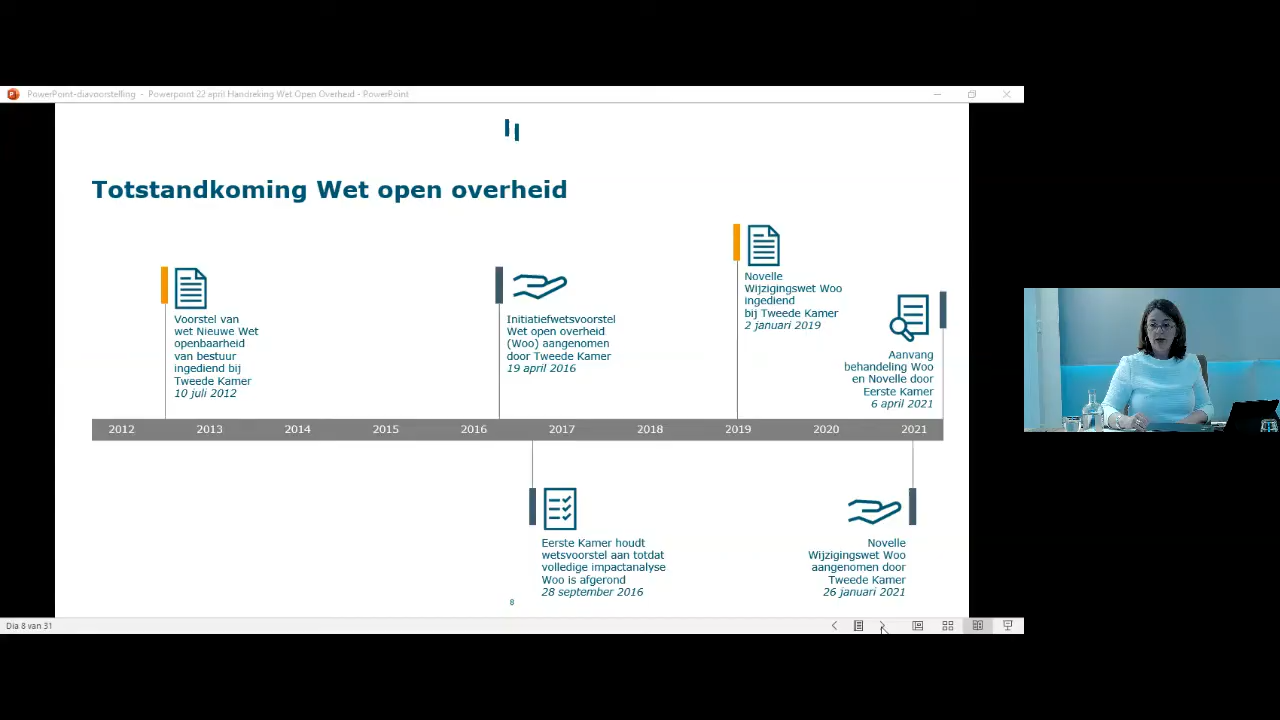 PowerPoint-diavoorstelling - Powerpoint 22 april Handreking Wet Open Overheid - PowerPoint
Totstandkoming Wet open overheid
Voorstel van
wet Nieuwe Wet
openbaarheid
van bestuur
ingediend bij
Tweede Kamer
10 juli 2012
Initiatiefwetsvoorstel
Wet open overheid
(Woo) aangenomen
door Tweede Kamer
19 april 2016
Novelle
Wijzigingswet Woo
ingediend
bij Tweede Kamer
2 januari 2019
Aanvang
behandeling Woo
en Novelle door
Eerste Kamer
6 april 2021
2012 2013 2014 2015 2016 2017 2018 2019 2020 2021
Eerste Kamer houdt
wetsvoorstel aan totdat
volledige impactanalyse
Woo is afgerond
28 september 2016
Novelle
Wijzigingswet Woo
aangenomen door
Tweede Kamer
26 januari 2021
8
Dia 8 van 31